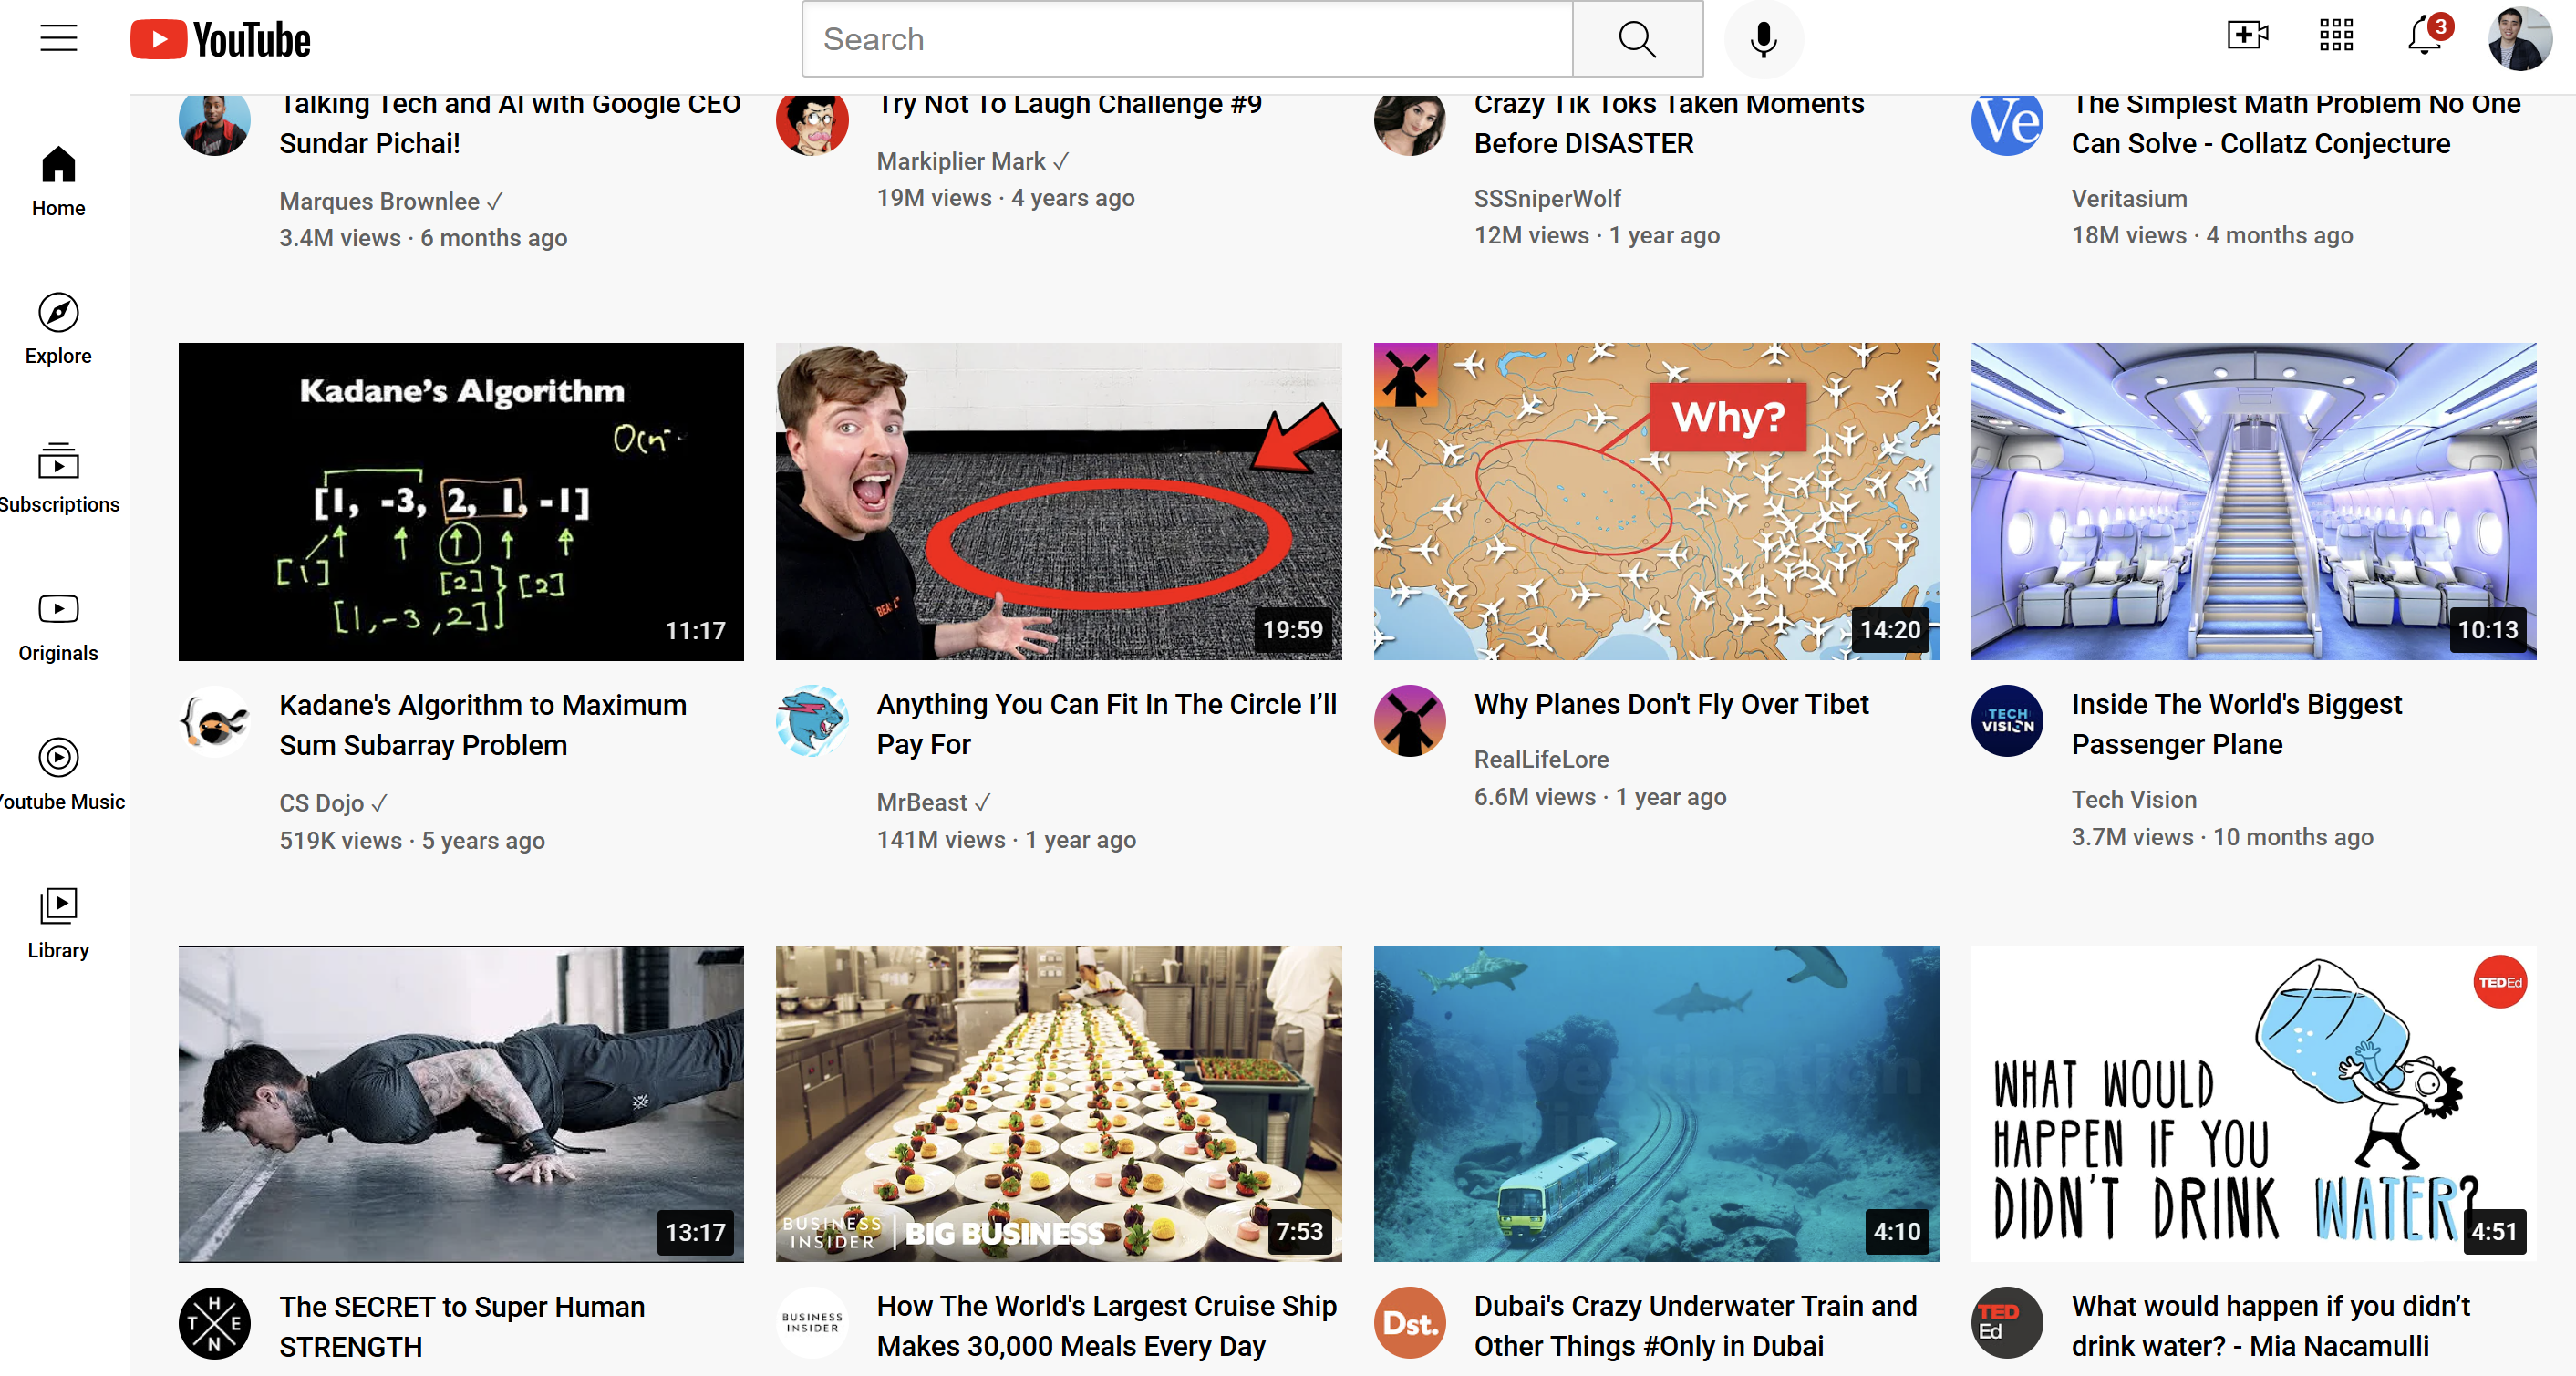 YouTube
Search
3
Home
Explore
Subscriptions
Originals
Youtube Music
Library
Talking Tech and AI with Google CEO
Sundar Pichai!
Marques Brownlee ✓
3.4M views · 6 months ago
Try Not To Laugh Challenge #9
Markiplier Mark ✓
19M views · 4 years ago
Crazy Tik Toks Taken Moments
Before DISASTER
SSSniperWolf
12M views · 1 year ago
Ve
The Simplest Math Problem No One
Can Solve - Collatz Conjecture
Veritasium
18M views · 4 months ago
Kadane's Algorithm
[1, -3, 2, 1, -1]
[1]
[2] } [2]
[1,-3,2]
11:17
Kadane's Algorithm to Maximum
Sum Subarray Problem
CS Dojo ✓
519K views · 5 years ago
19:59
Anything You Can Fit In The Circle I’ll
Pay For
MrBeast ✓
141M views · 1 year ago
Why?
14:20
Why Planes Don't Fly Over Tibet
RealLifeLore
6.6M views · 1 year ago
10:13
TECH
VISION
Inside The World's Biggest
Passenger Plane
Tech Vision
3.7M views · 10 months ago
13:17
THENX
The SECRET to Super Human
STRENGTH
BUSINESS
INSIDER
BIG BUSINESS
7:53
BUSINESS
INSIDER
How The World's Largest Cruise Ship
Makes 30,000 Meals Every Day
4:10
Dst.
Dubai's Crazy Underwater Train and
Other Things #Only in Dubai
TEDEd
WHAT WOULD
HAPPEN IF YOU
DIDN'T DRINK WATER?
4:51
TED
Ed
What would happen if you didn’t
drink water? - Mia Nacamulli